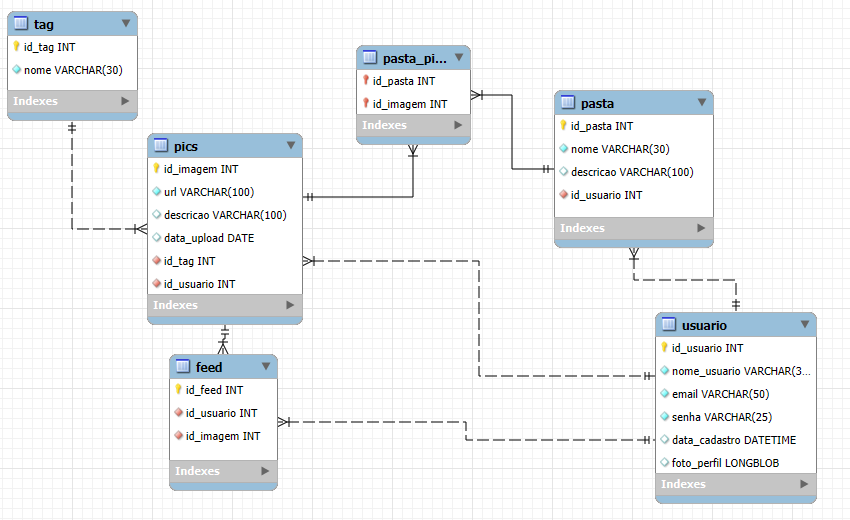 tag
id_tag INT
nome VARCHAR(30)
Indexes
pasta_pi...
id_pasta INT
id_imagem INT
Indexes
pasta
id_pasta INT
nome VARCHAR(30)
descricao VARCHAR(100)
id_usuario INT
Indexes
pics
id_imagem INT
url VARCHAR(100)
descricao VARCHAR(100)
data_upload DATE
id_tag INT
id_usuario INT
Indexes
usuario
id_usuario INT
nome_usuario VARCHAR(3...
email VARCHAR(50)
senha VARCHAR(25)
data_cadastro DATETIME
foto_perfil LONGBLOB
Indexes
feed
id_feed INT
id_usuario INT
id_imagem INT
Indexes